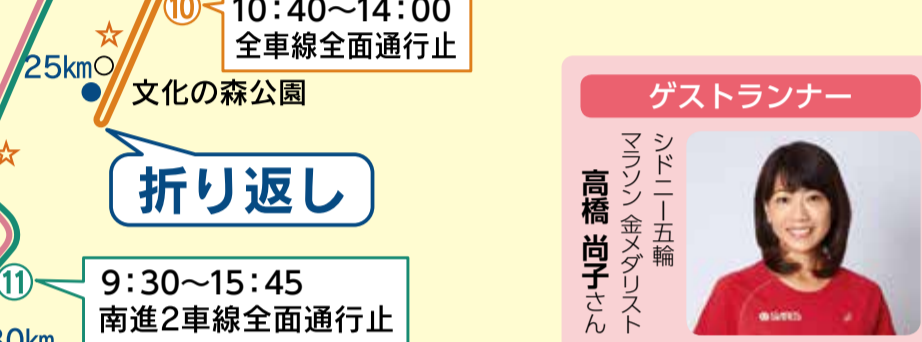 ⑩
10:40〜14:00
全車線全面通行止
25km
文化の森公園
折り返し
⑪
9:30〜15:45
南進2車線全面通行止
ゲストランナー
シドニー五輪
マラソン 金メダリスト
高橋 尚子さん